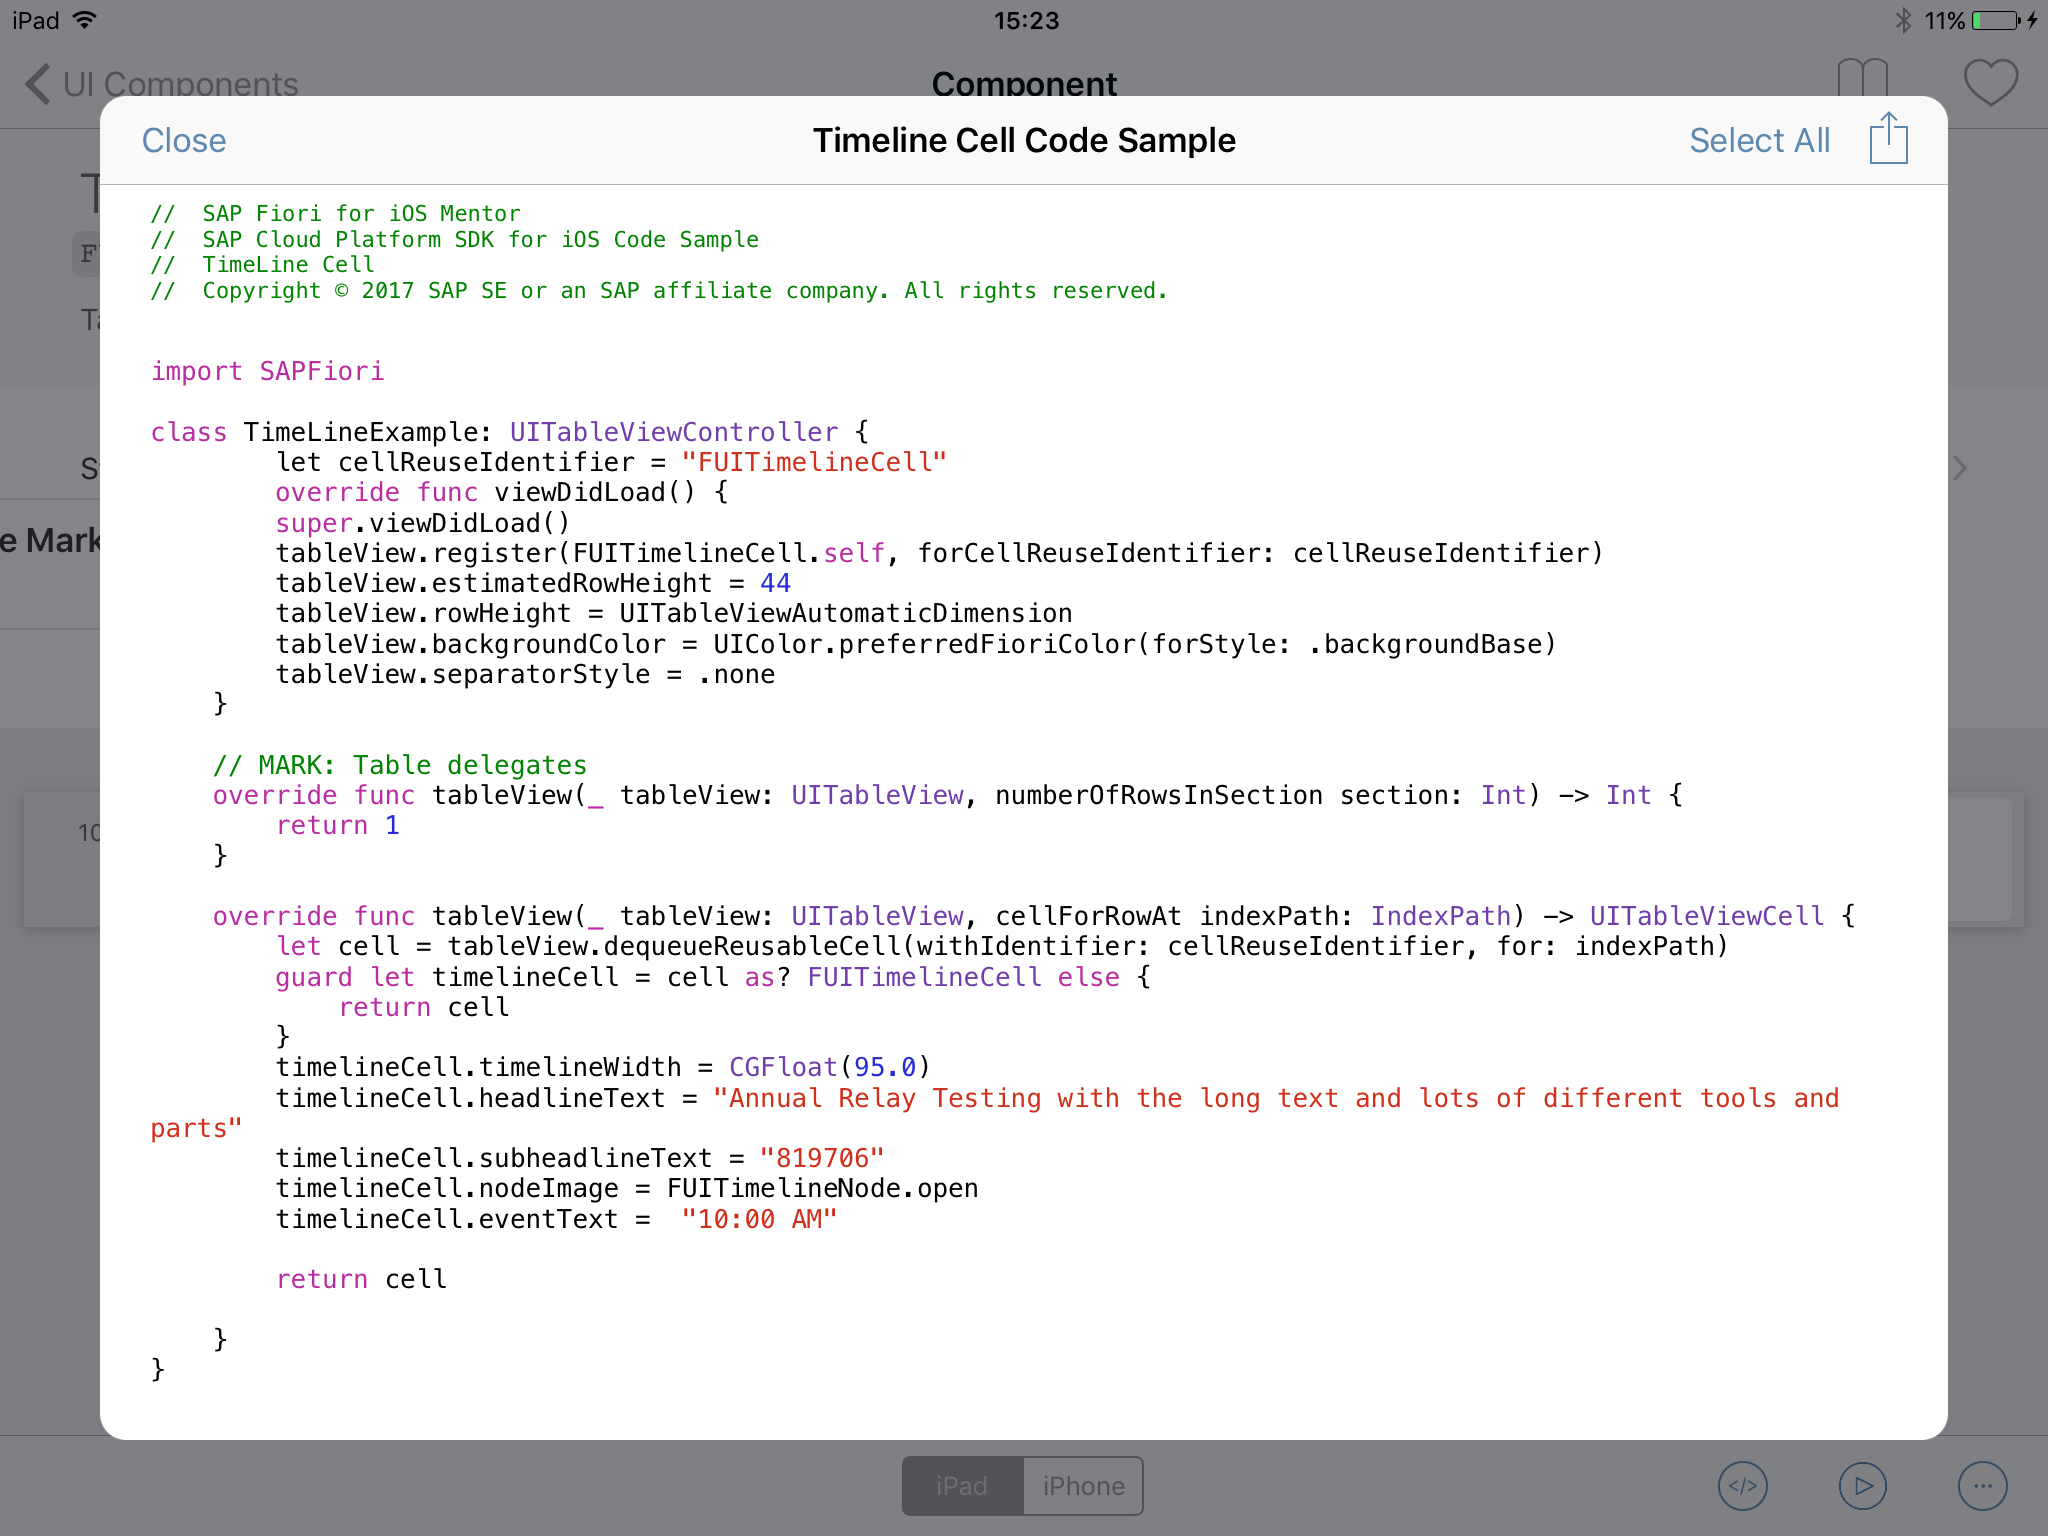 iPad 15:23 11%
UI Components Component
Close Timeline Cell Code Sample Select All
//  SAP Fiori for iOS Mentor
//  SAP Cloud Platform SDK for iOS Code Sample
//  TimeLine Cell
//  Copyright © 2017 SAP SE or an SAP affiliate company. All rights reserved.
import SAPFiori
class TimeLineExample: UITableViewController {
        let cellReuseIdentifier = "FUITimelineCell"
        override func viewDidLoad() {
        super.viewDidLoad()
        tableView.register(FUITimelineCell.self, forCellReuseIdentifier: cellReuseIdentifier)
        tableView.estimatedRowHeight = 44
        tableView.rowHeight = UITableViewAutomaticDimension
        tableView.backgroundColor = UIColor.preferredFioriColor(forStyle: .backgroundBase)
        tableView.separatorStyle = .none
    }
    // MARK: Table delegates
    override func tableView(_ tableView: UITableView, numberOfRowsInSection section: Int) -> Int {
        return 1
    }
    override func tableView(_ tableView: UITableView, cellForRowAt indexPath: IndexPath) -> UITableViewCell {
        let cell = tableView.dequeueReusableCell(withIdentifier: cellReuseIdentifier, for: indexPath)
        guard let timelineCell = cell as? FUITimelineCell else {
            return cell
        }
        timelineCell.timelineWidth = CGFloat(95.0)
        timelineCell.headlineText = "Annual Relay Testing with the long text and lots of different tools and
parts"
        timelineCell.subheadlineText = "819706"
        timelineCell.nodeImage = FUITimelineNode.open
        timelineCell.eventText =  "10:00 AM"
        return cell
    }
}
e Mark
10
iPad iPhone